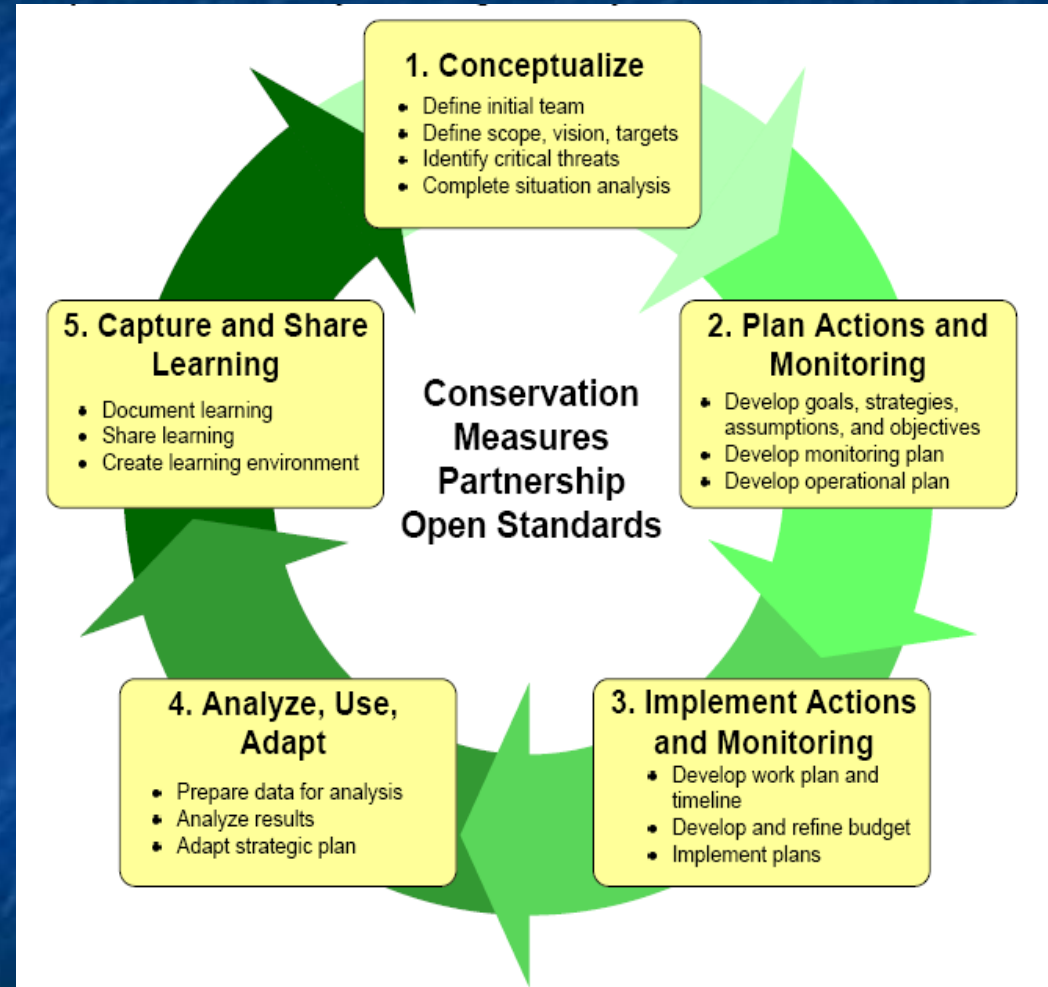 1. Conceptualize
• Define initial team
• Define scope, vision, targets
• Identify critical threats
• Complete situation analysis
2. Plan Actions and
Monitoring
• Develop goals, strategies,
assumptions, and objectives
• Develop monitoring plan
• Develop operational plan
3. Implement Actions
and Monitoring
• Develop work plan and
timeline
• Develop and refine budget
• Implement plans
4. Analyze, Use,
Adapt
• Prepare data for analysis
• Analyze results
• Adapt strategic plan
5. Capture and Share
Learning
• Document learning
• Share learning
• Create learning environment
Conservation
Measures
Partnership
Open Standards